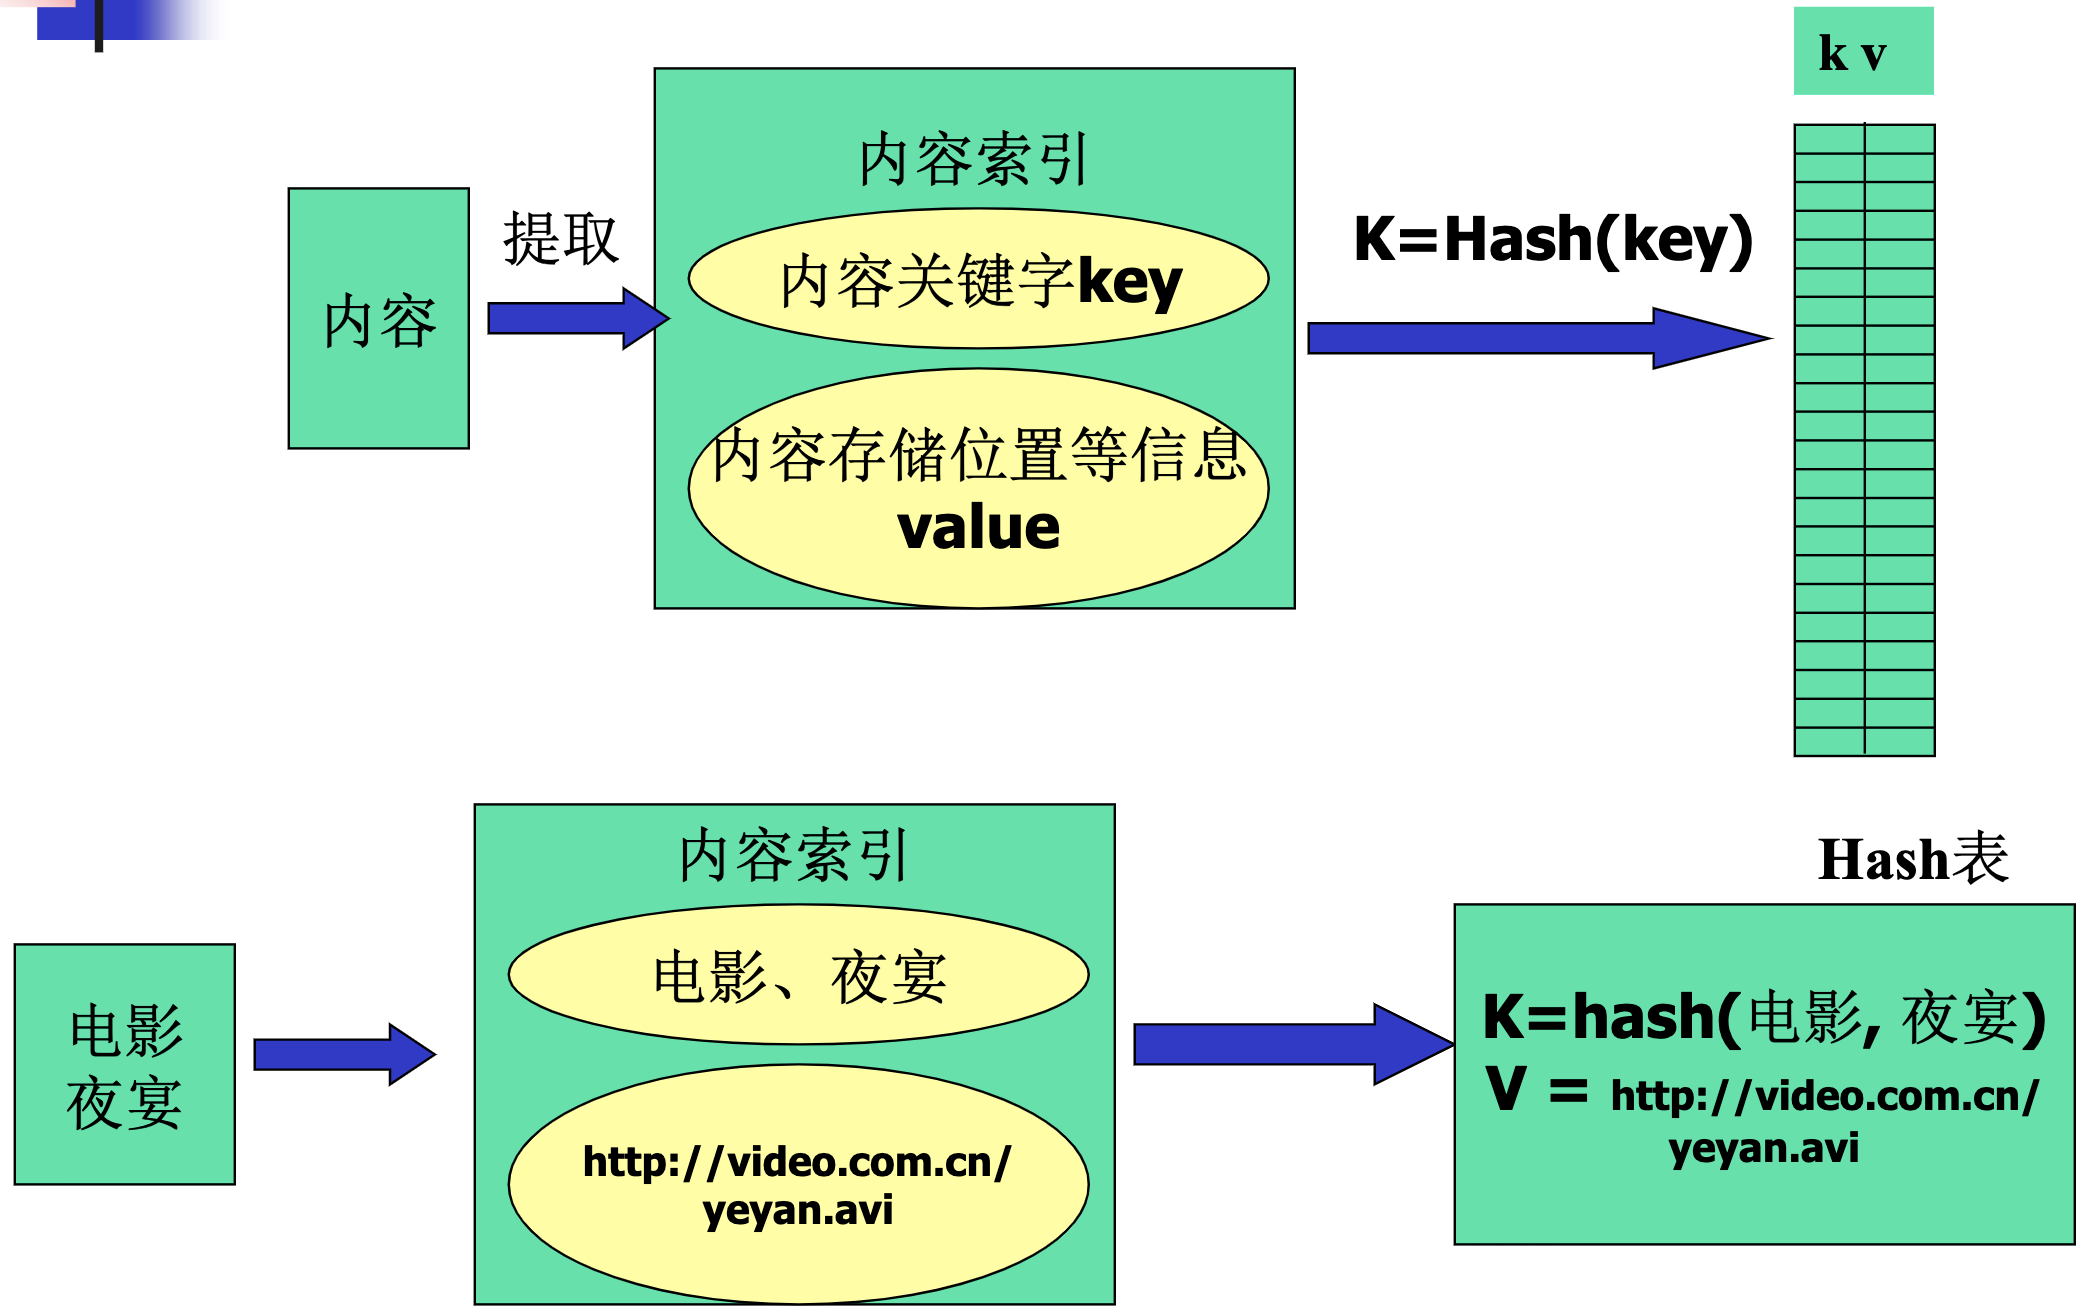 k v
内容索引
提取
K=Hash(key)
内容关键字key
内容
内容存储位置等信息
value
Hash表
内容索引
电影、夜宴
电影
夜宴
K=hash(电影, 夜宴)
V = http://video.com.cn/
yeyan.avi
http://video.com.cn/
yeyan.avi